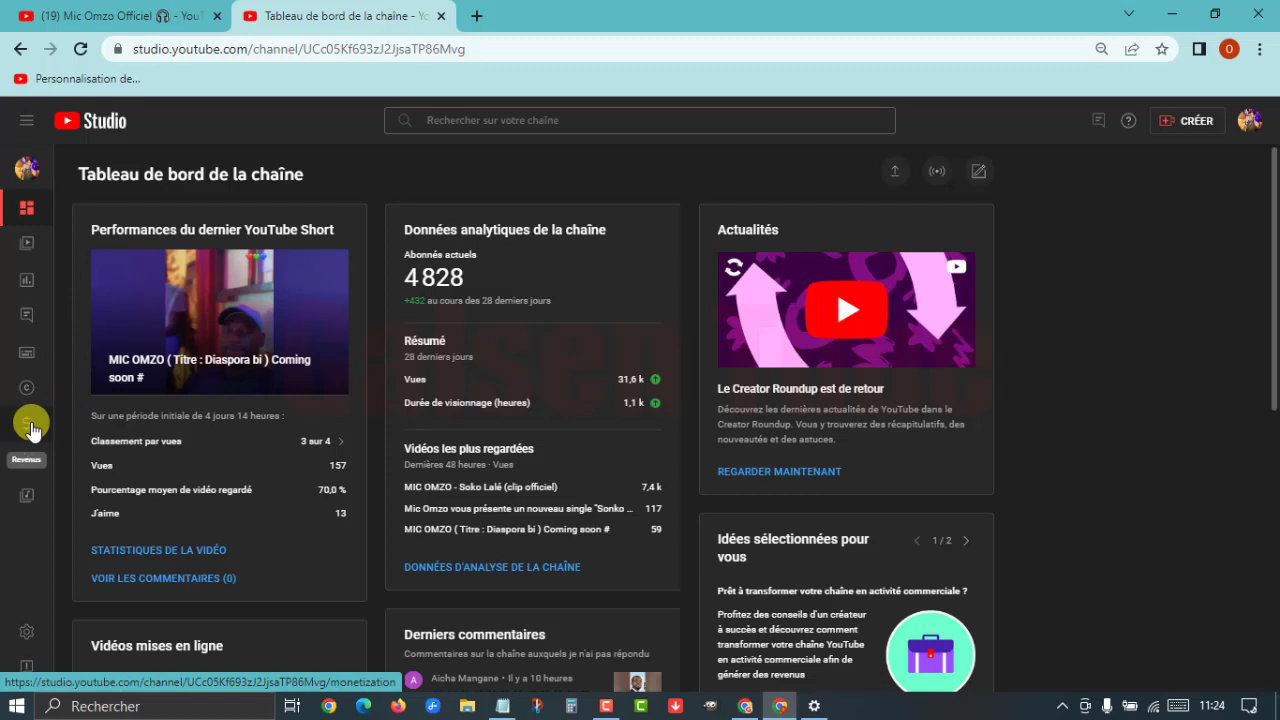 (19) Mic Omzo Officiel 🎧 - YouT
Tableau de bord de la chaîne - Yo
studio.youtube.com/channel/UCc05Kf693zJ2JjsaTP86Mvg
O
Personnalisation de...
Studio
Rechercher sur votre chaîne
CRÉER
Tableau de bord de la chaîne
Performances du dernier YouTube Short
MIC OMZO ( Titre : Diaspora bi ) Coming
soon #
Sur une période initiale de 4 jours 14 heures :
Classement par vues 3 sur 4
Vues 157
Pourcentage moyen de vidéo regardé 70,0 %
J'aime 13
STATISTIQUES DE LA VIDÉO
VOIR LES COMMENTAIRES (0)
Vidéos mises en ligne
Données analytiques de la chaîne
Abonnés actuels
4 828
+432 au cours des 28 derniers jours
Résumé
28 derniers jours
Vues 31,6 k
Durée de visionnage (heures) 1,1 k
Vidéos les plus regardées
Dernières 48 heures · Vues
MIC OMZO - Soko Lalé (clip officiel) 7,4 k
Mic Omzo vous présente un nouveau single "Sonko ... 117
MIC OMZO ( Titre : Diaspora bi ) Coming soon # 59
DONNÉES D'ANALYSE DE LA CHAÎNE
Derniers commentaires
Commentaires sur la chaîne auxquels je n'ai pas répondu
A
Aicha Mangane • Il y a 10 heures
Actualités
Le Creator Roundup est de retour
Découvrez les dernières actualités de YouTube dans le
Creator Roundup. Vous y trouverez des récapitulatifs, des
nouveautés et des astuces.
REGARDER MAINTENANT
Idées sélectionnées pour
vous
1 / 2
Prêt à transformer votre chaîne en activité commerciale ?
Profitez des conseils d'un créateur
à succès et découvrez comment
transformer votre chaîne YouTube
en activité commerciale afin de
générer des revenus
Revenus
https://studio.youtube.com/channel/UCc05Kf693zJ2JjsaTP86Mvg/monetization
Rechercher
11:24